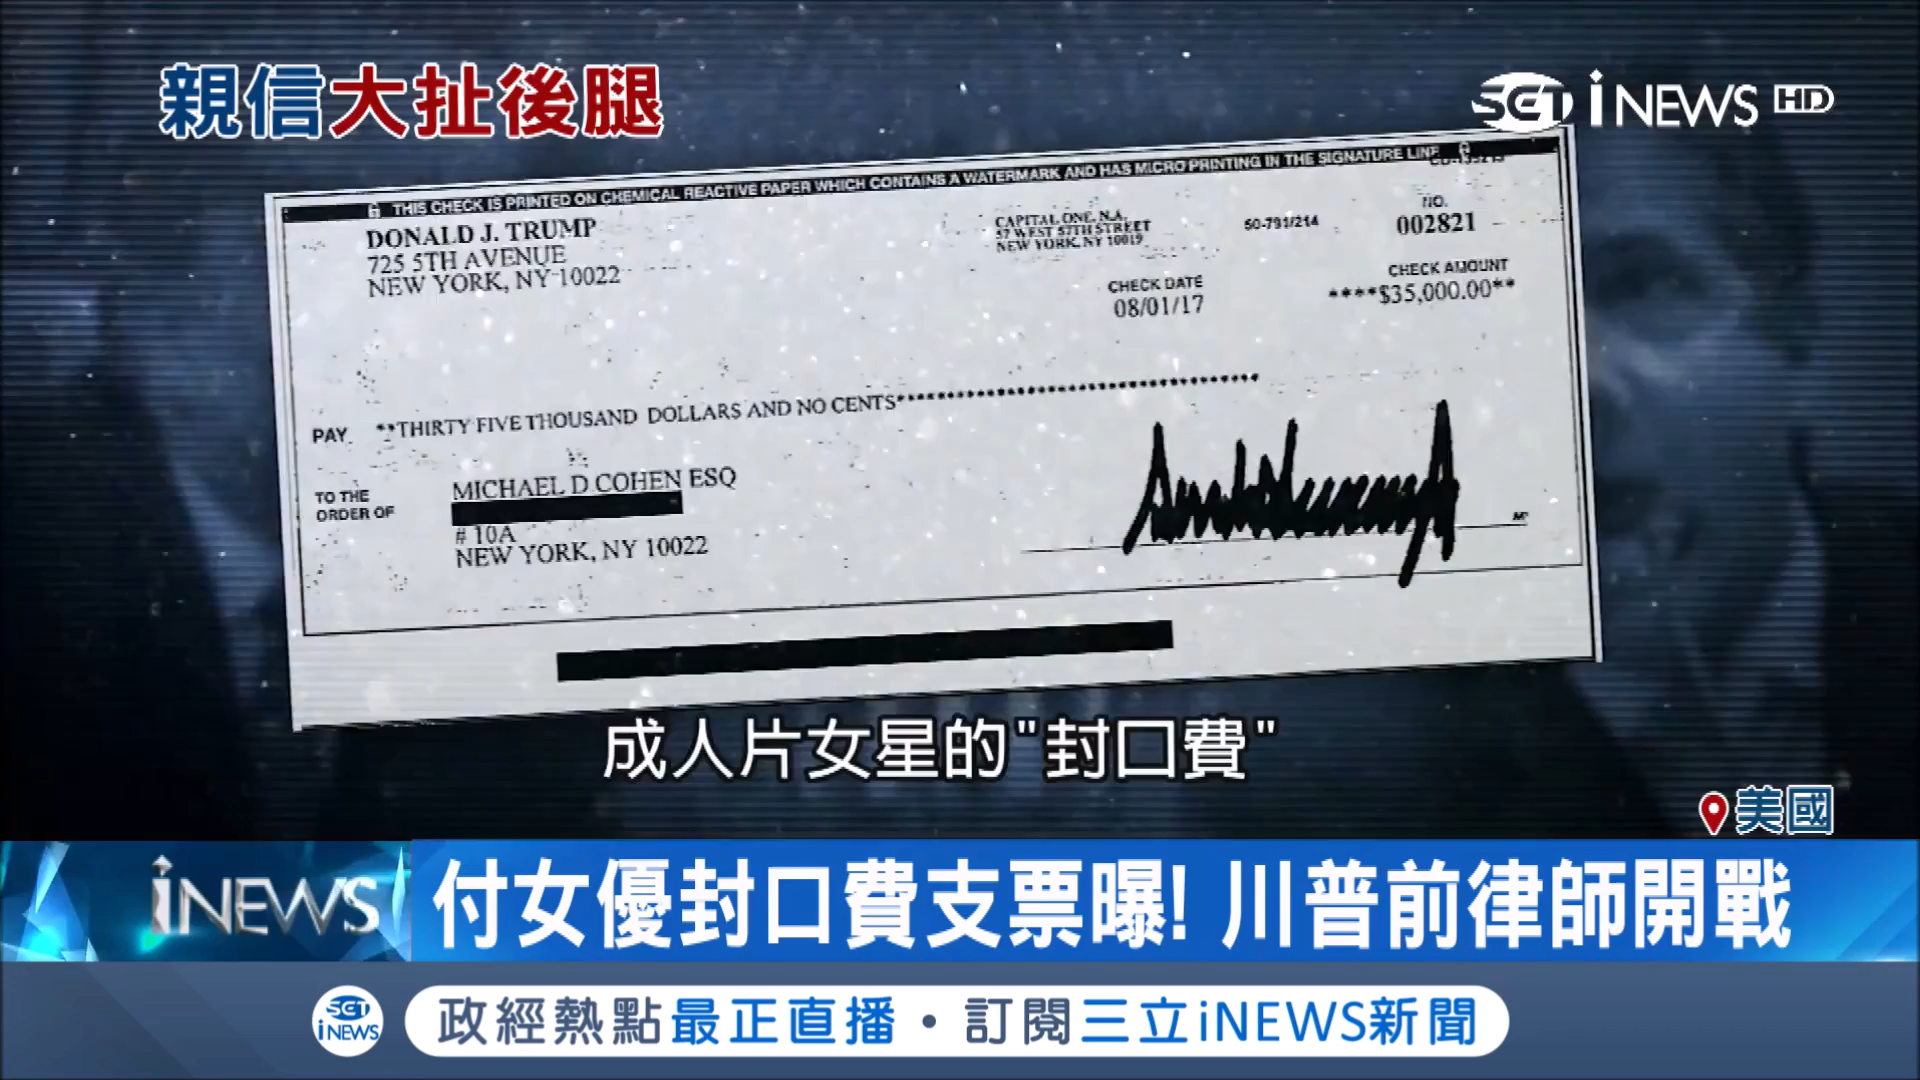 親信大扯後腿
SET iNEWS HD
THIS CHECK IS PRINTED ON CHEMICAL REACTIVE PAPER WHICH CONTAINS A WATERMARK AND HAS MICRO PRINTING IN THE SIGNATURE LINE
DONALD J. TRUMP
725 5TH AVENUE
NEW YORK, NY 10022
CAPITAL ONE, N.A.
57 WEST 57TH STREET
NEW YORK, NY 10019
50-791/214
NO.
002821
CHECK DATE
08/01/17
CHECK AMOUNT
****$35,000.00**
PAY **THIRTY FIVE THOUSAND DOLLARS AND NO CENTS
TO THE
ORDER OF
MICHAEL D COHEN ESQ
# 10A
NEW YORK, NY 10022
MP
成人片女星的"封口費"
美國
iNEWS
付女優封口費支票曝! 川普前律師開戰
SET iNEWS
政經熱點最正直播・訂閱三立iNEWS新聞